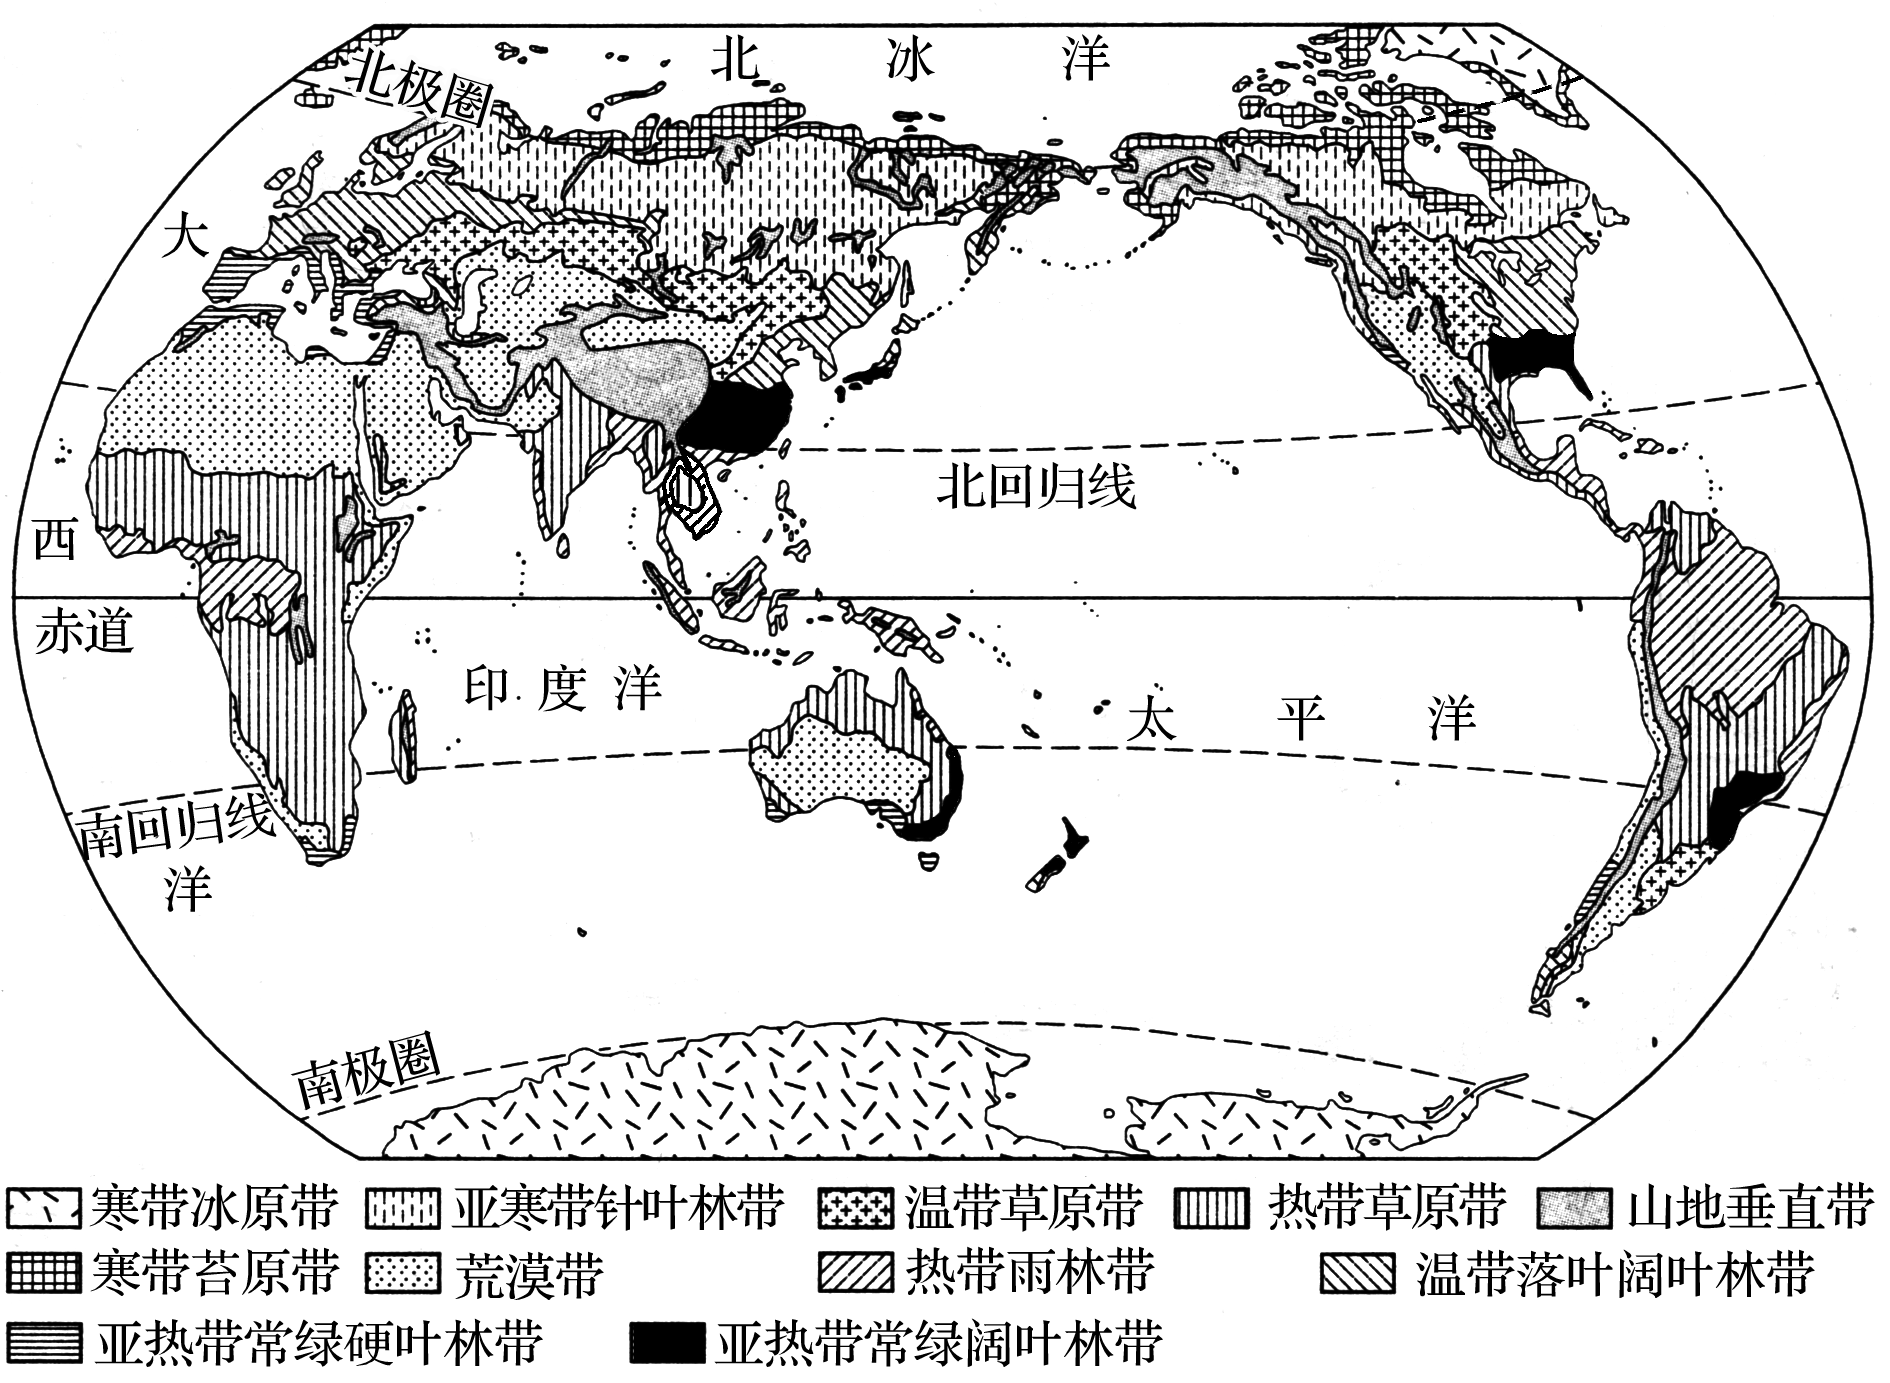 北冰洋
北极圈
大
北回归线
西
赤道
印度洋
太平洋
南回归线
洋
南极圈
寒带冰原带 亚寒带针叶林带 温带草原带 热带草原带 山地垂直带
寒带苔原带 荒漠带 热带雨林带 温带落叶阔叶林带
亚热带常绿硬叶林带 亚热带常绿阔叶林带